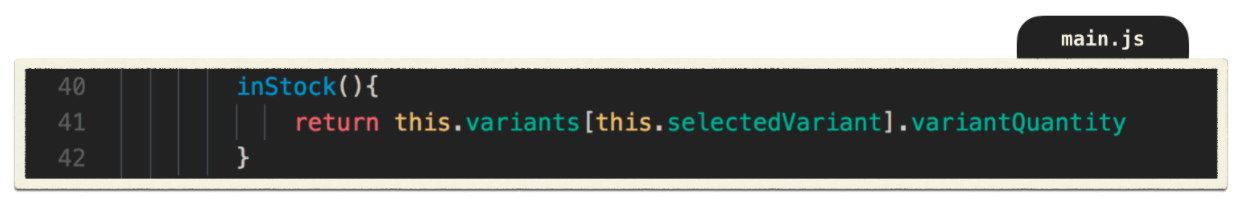 main.js
40 inStock(){
41 return this.variants[this.selectedVariant].variantQuantity
42 }